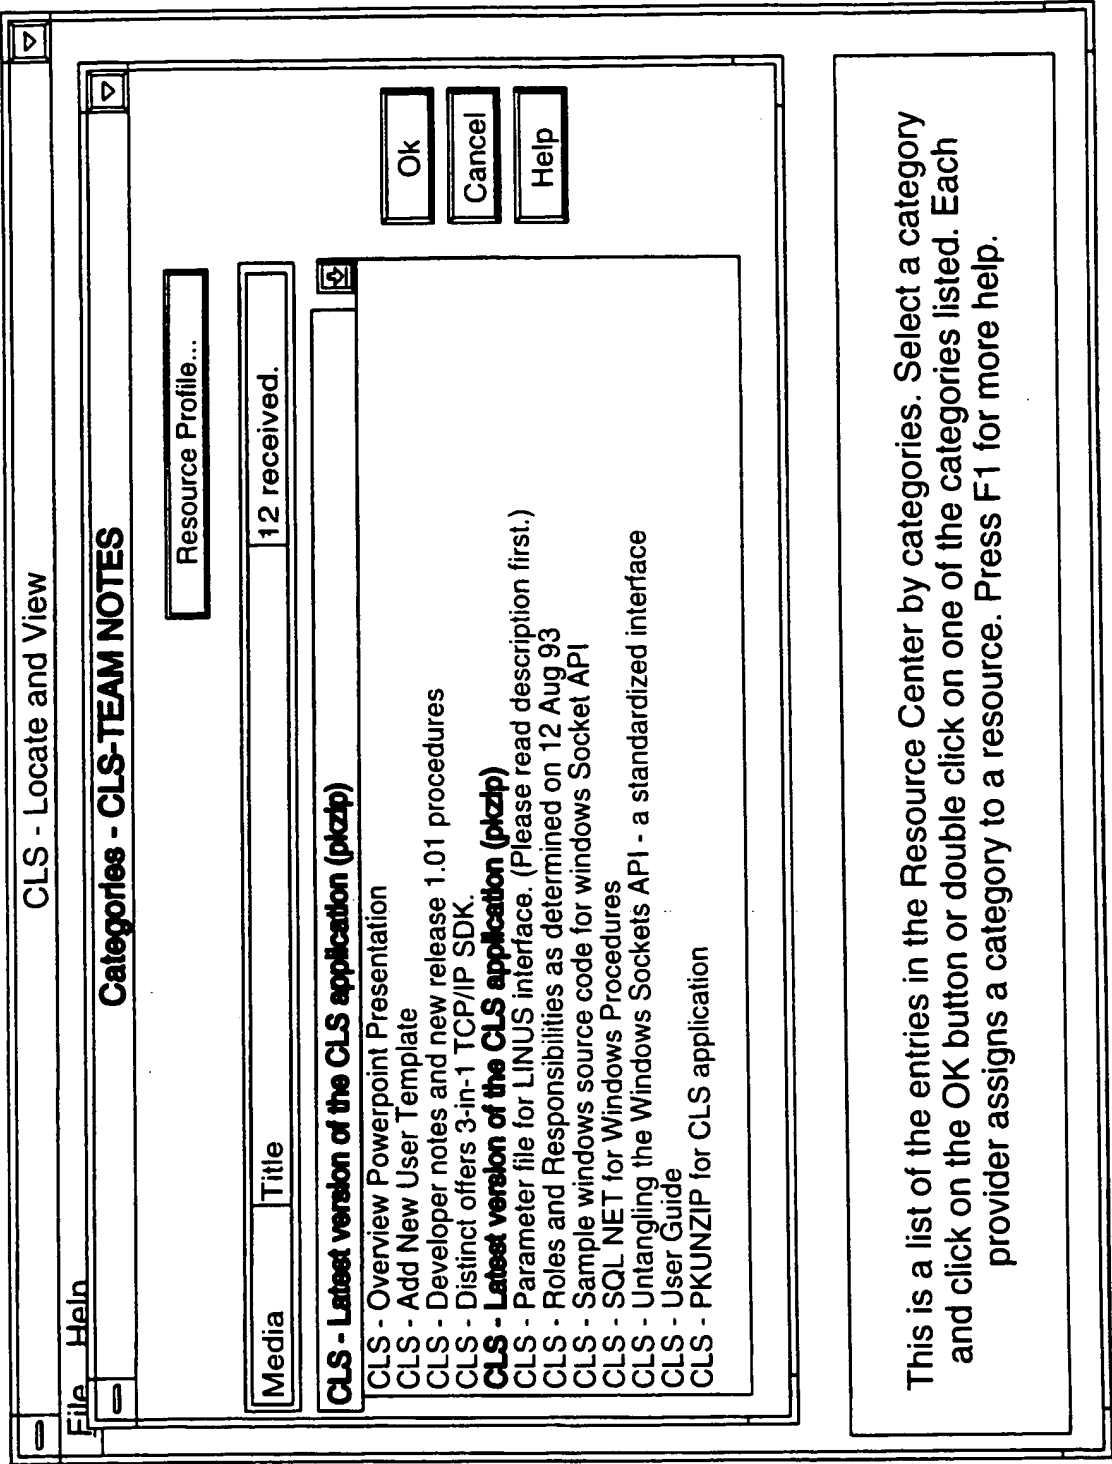 CLS - Locate and View
File Help
Categories - CLS-TEAM NOTES
Resource Profile...
Media Title 12 received.
CLS - Latest version of the CLS application (pkzip)
CLS - Overview Powerpoint Presentation
CLS - Add New User Template
CLS - Developer notes and new release 1.01 procedures
CLS - Distinct offers 3-in-1 TCP/IP SDK.
CLS - Latest version of the CLS application (pkzip)
CLS - Parameter file for LINUS interface. (Please read description first.)
CLS - Roles and Responsibilities as determined on 12 Aug 93
CLS - Sample windows source code for windows Socket API
CLS - SQL NET for Windows Procedures
CLS - Untangling the Windows Sockets API - a standardized interface
CLS - User Guide
CLS - PKUNZIP for CLS application
Ok
Cancel
Help
This is a list of the entries in the Resource Center by categories. Select a category
and click on the OK button or double click on one of the categories listed. Each
provider assigns a category to a resource. Press F1 for more help.